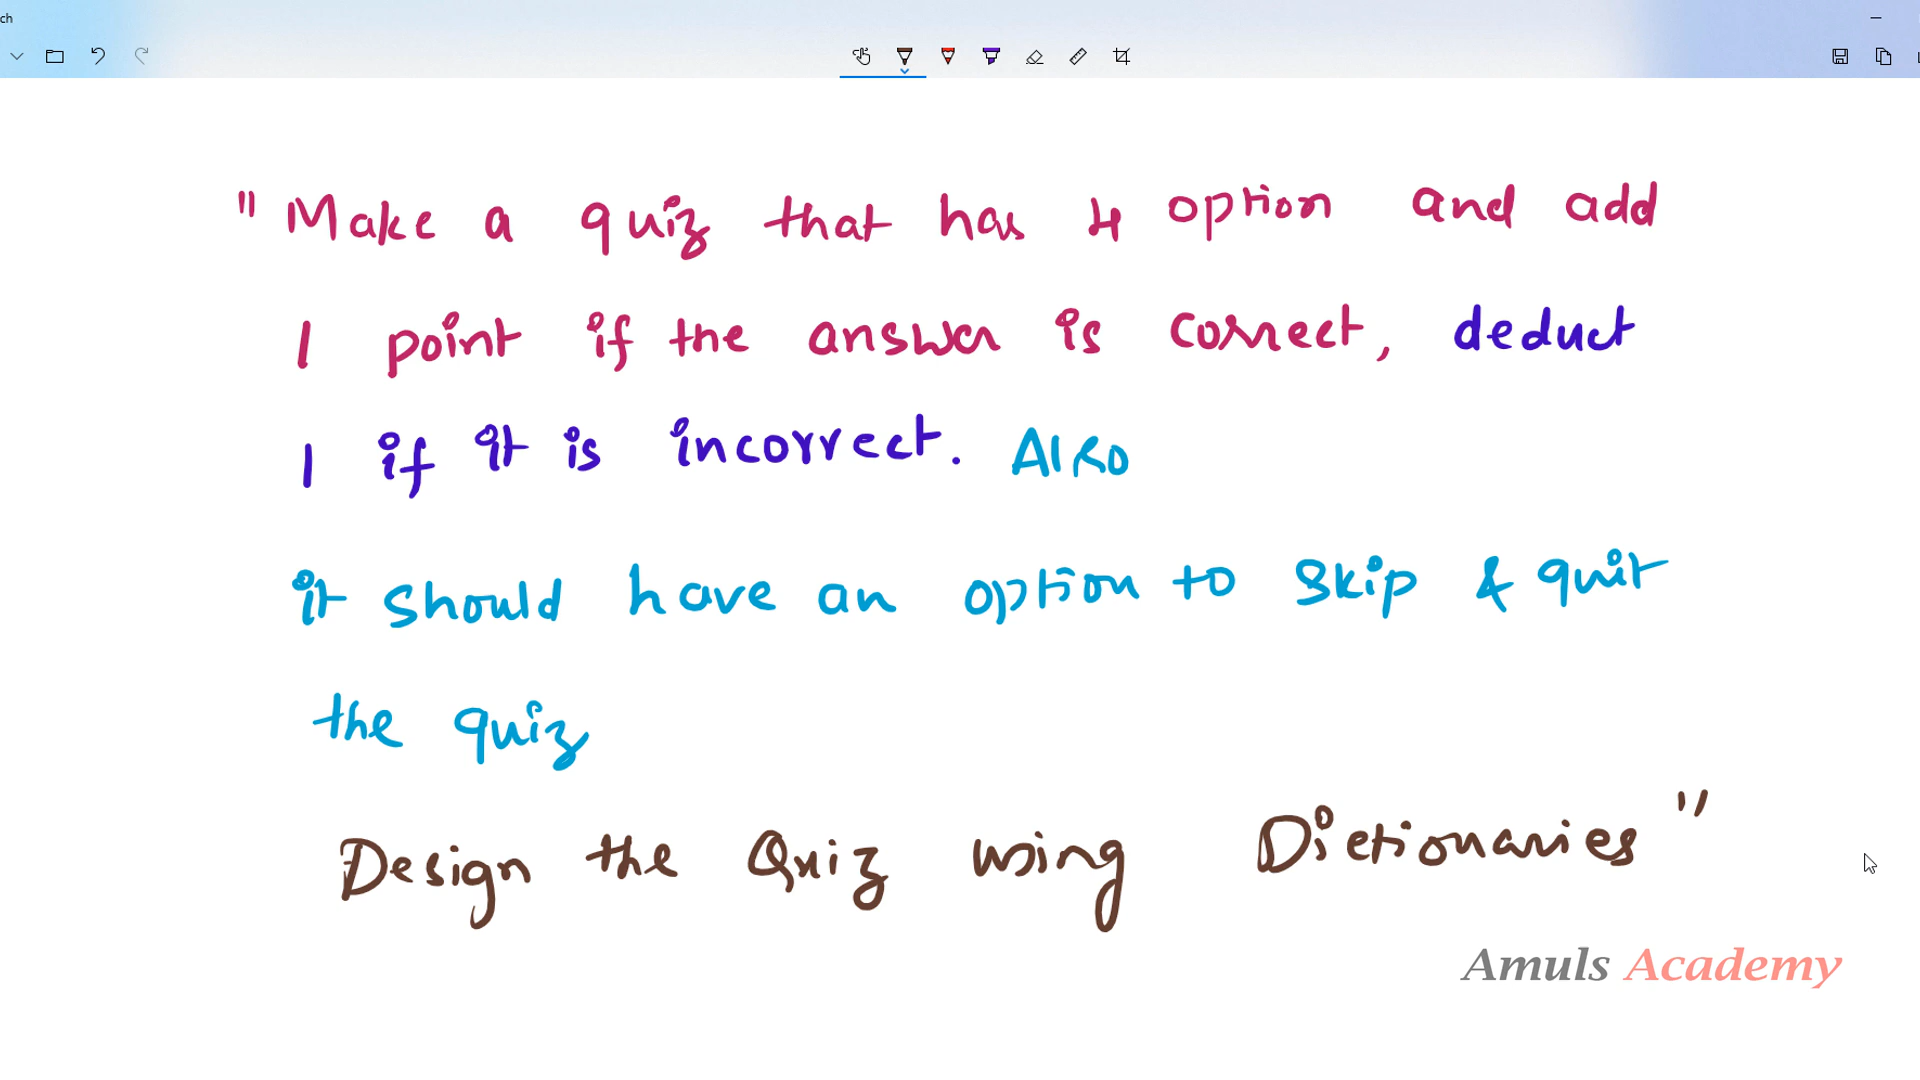 ch
" Make a quiz that has 4 option and add
1 point if the answer is correct, deduct
1 if it is incorrect. Also
it should have an option to skip & quit
the quiz
Design the Quiz using Dictionaries "
Amuls Academy